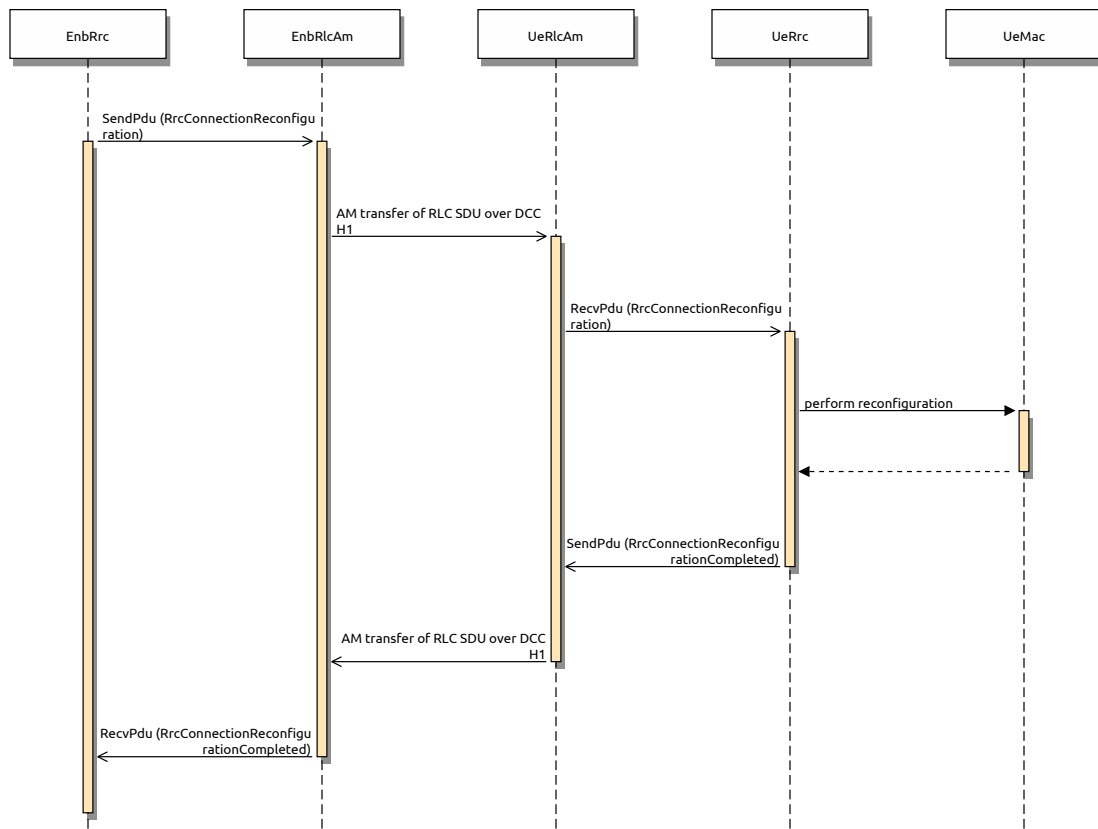 EnbRrc
EnbRlcAm
UeRlcAm
UeRrc
UeMac
SendPdu (RrcConnectionReconfigu
ration)
AM transfer of RLC SDU over DCC
H1
RecvPdu (RrcConnectionReconfigu
ration)
perform reconfiguration
SendPdu (RrcConnectionReconfigu
rationCompleted)
AM transfer of RLC SDU over DCC
H1
RecvPdu (RrcConnectionReconfigu
rationCompleted)